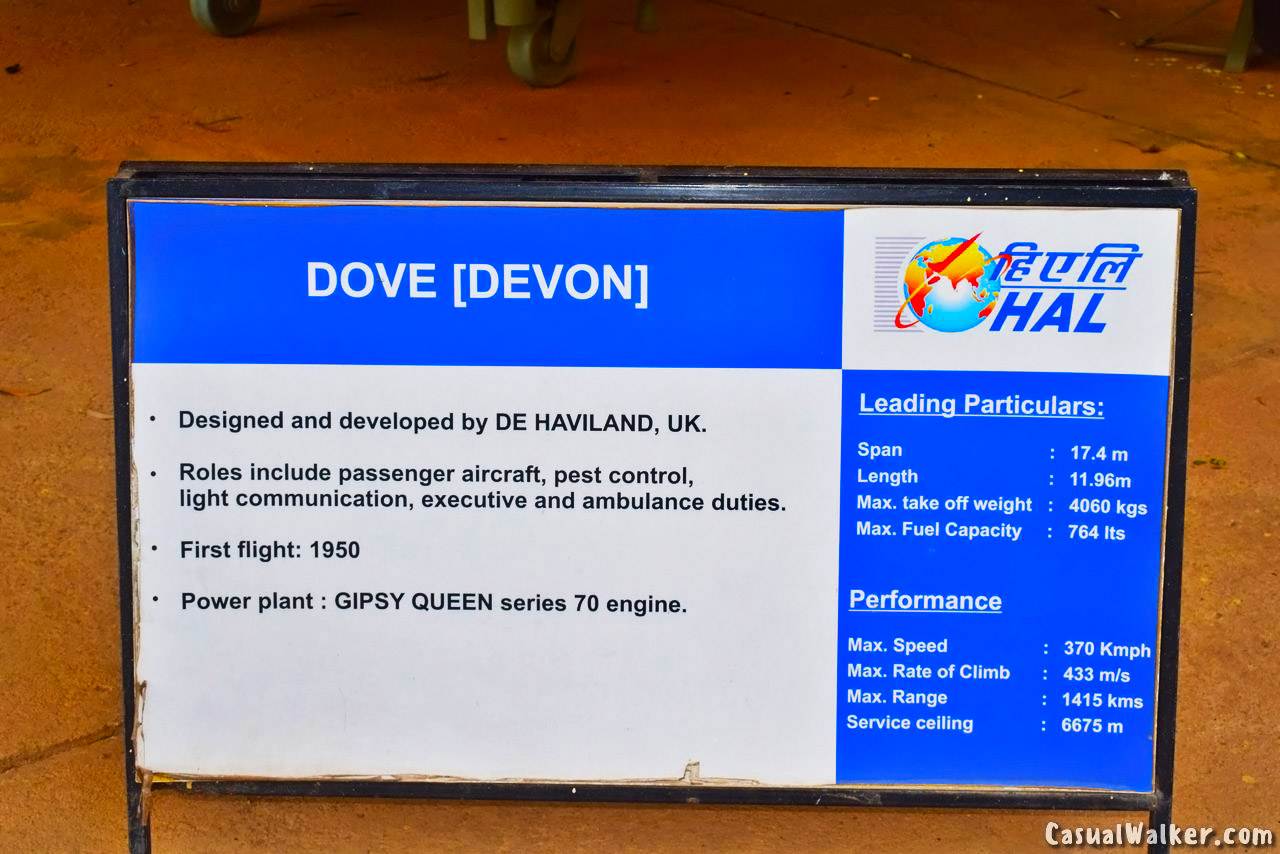 DOVE [DEVON]
हिएलि
HAL
• Designed and developed by DE HAVILAND, UK.
• Roles include passenger aircraft, pest control,
light communication, executive and ambulance duties.
• First flight: 1950
• Power plant : GIPSY QUEEN series 70 engine.
Leading Particulars:
Span : 17.4 m
Length : 11.96m
Max. take off weight : 4060 kgs
Max. Fuel Capacity : 764 lts
Performance
Max. Speed : 370 Kmph
Max. Rate of Climb : 433 m/s
Max. Range : 1415 kms
Service ceiling : 6675 m
CasualWalker.com